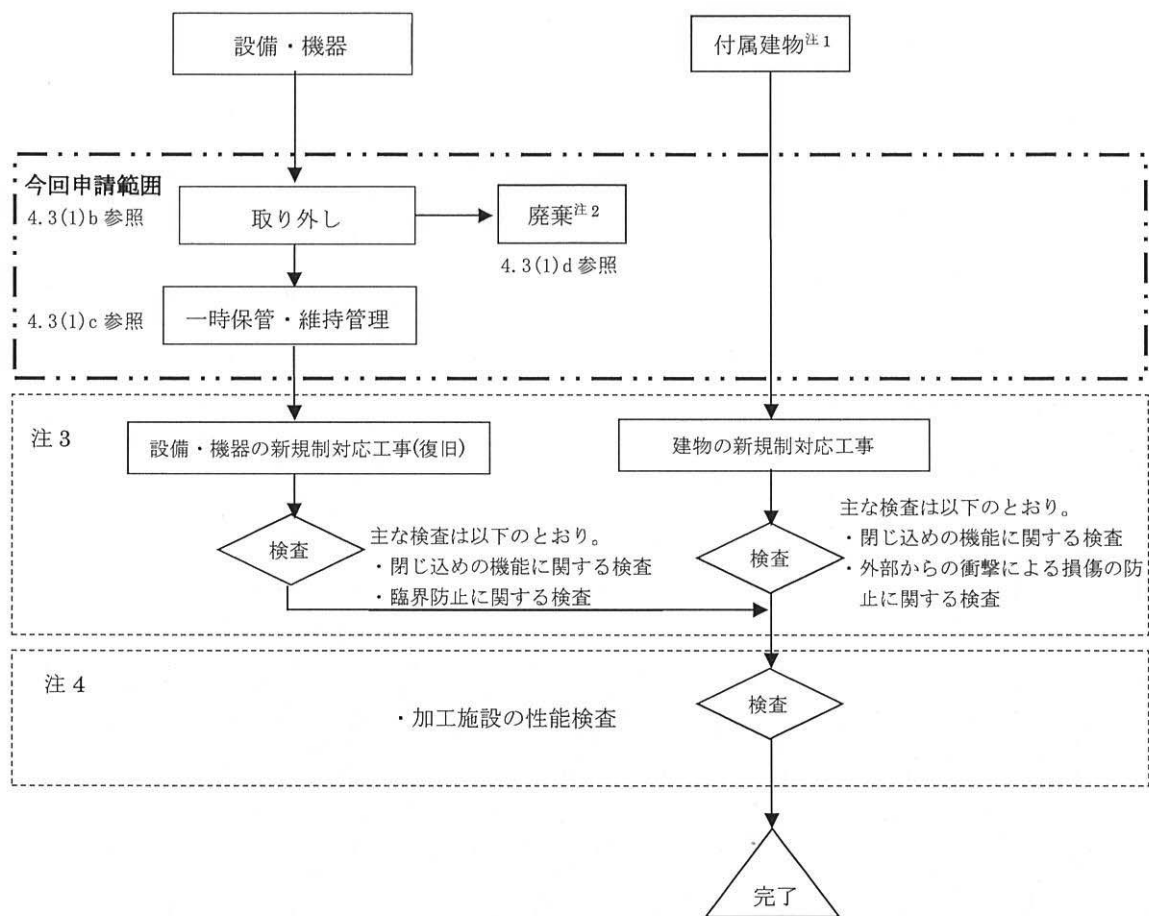 設備・機器
付属建物注1
今回申請範囲
4.3(1)b 参照
取り外し
廃棄注2
4.3(1)d 参照
4.3(1)c 参照
一時保管・維持管理
注3
設備・機器の新規制対応工事(復旧)
建物の新規制対応工事
検査
主な検査は以下のとおり。
・閉じ込めの機能に関する検査
・臨界防止に関する検査
検査
主な検査は以下のとおり。
・閉じ込めの機能に関する検査
・外部からの衝撃による損傷の防
止に関する検査
注4
・加工施設の性能検査
検査
完了